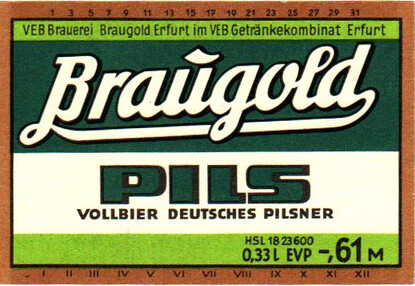 1 3 5 7 9 11 13 15 17 19 21 23 25 27 29 31
VEB Brauerei Braugold Erfurt im VEB Getränkekombinat Erfurt
Braugold
PILS
VOLLBIER DEUTSCHES PILSNER
HSL 18 23 600
0,33 L EVP -,61 M
I II III IV V VI VII VIII IX X XI XII